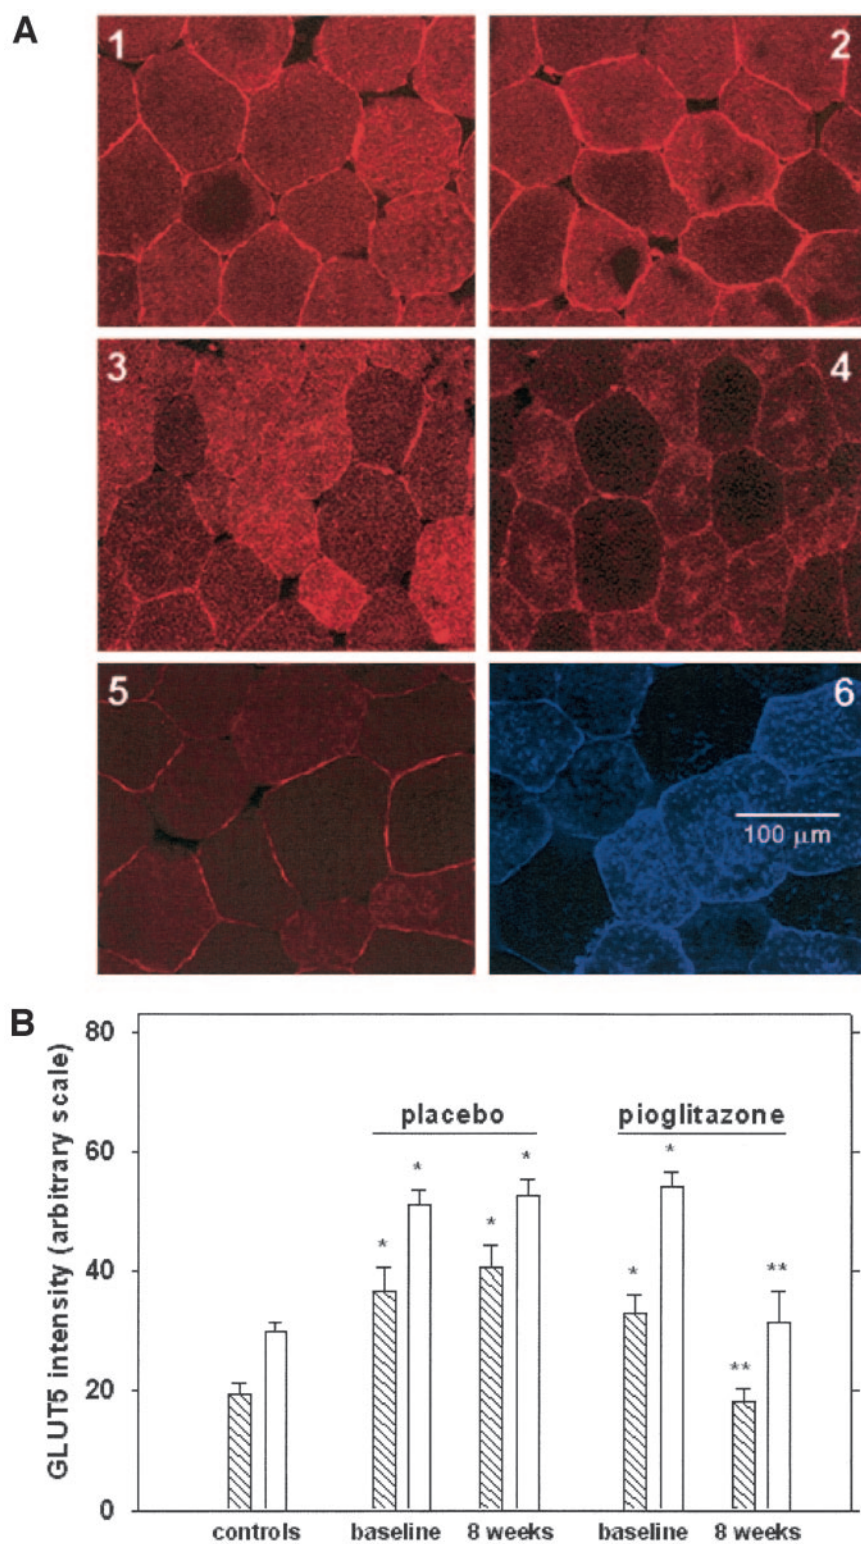 A
1
2
3
4
5
6
100 μm
B
GLUT5 intensity (arbitrary scale)
80
60
40
20
0
placebo
pioglitazone
* * * * * * ** **
controls baseline 8 weeks baseline 8 weeks